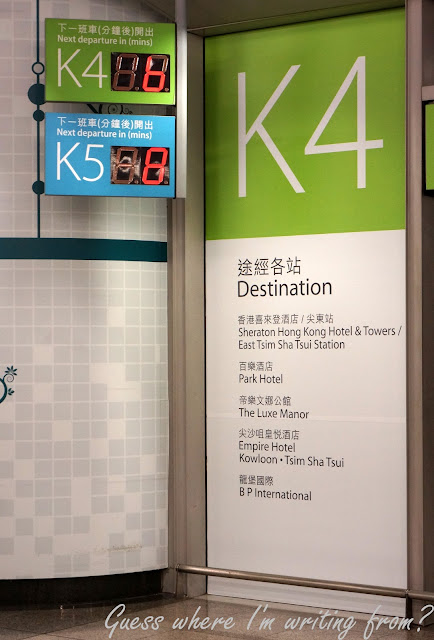 下一班車(分鐘後)開出
Next departure in (mins)
K4 6
下一班車(分鐘後)開出
Next departure in (mins)
K5 8
K4
途經各站
Destination
香港喜來登酒店 / 尖東站
Sheraton Hong Kong Hotel & Towers /
East Tsim Sha Tsui Station
百樂酒店
Park Hotel
帝樂文娜公館
The Luxe Manor
尖沙咀皇悅酒店
Empire Hotel
Kowloon • Tsim Sha Tsui
龍堡國際
B P International
Guess where I'm writing from?